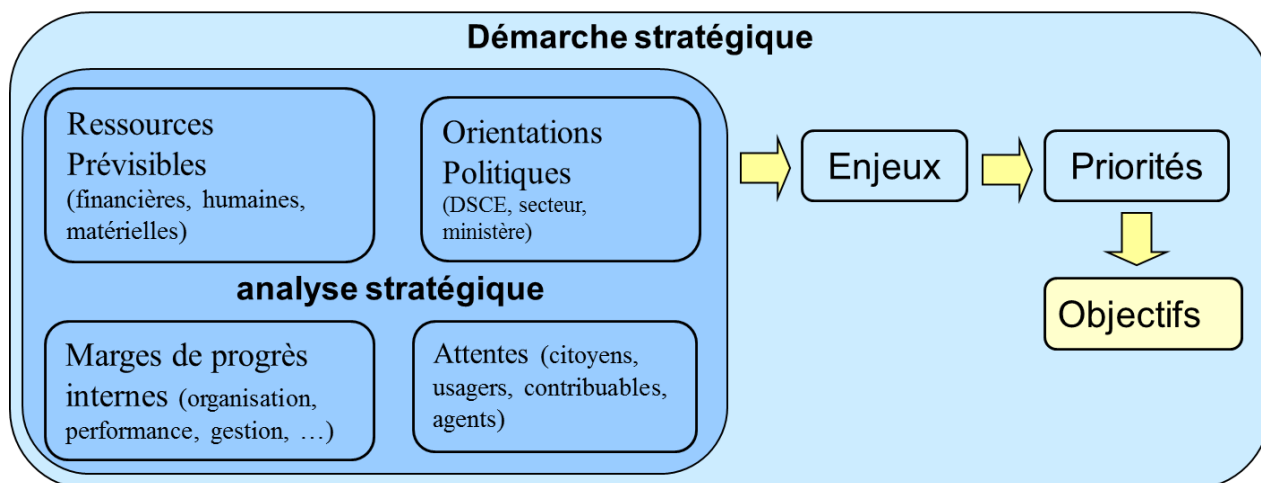 Démarche stratégique
Ressources
Prévisibles
(financières, humaines,
matérielles)
Orientations
Politiques
(DSCE, secteur,
ministère)
analyse stratégique
Marges de progrès
internes (organisation,
performance, gestion, …)
Attentes (citoyens,
usagers, contribuables,
agents)
Enjeux
Priorités
Objectifs